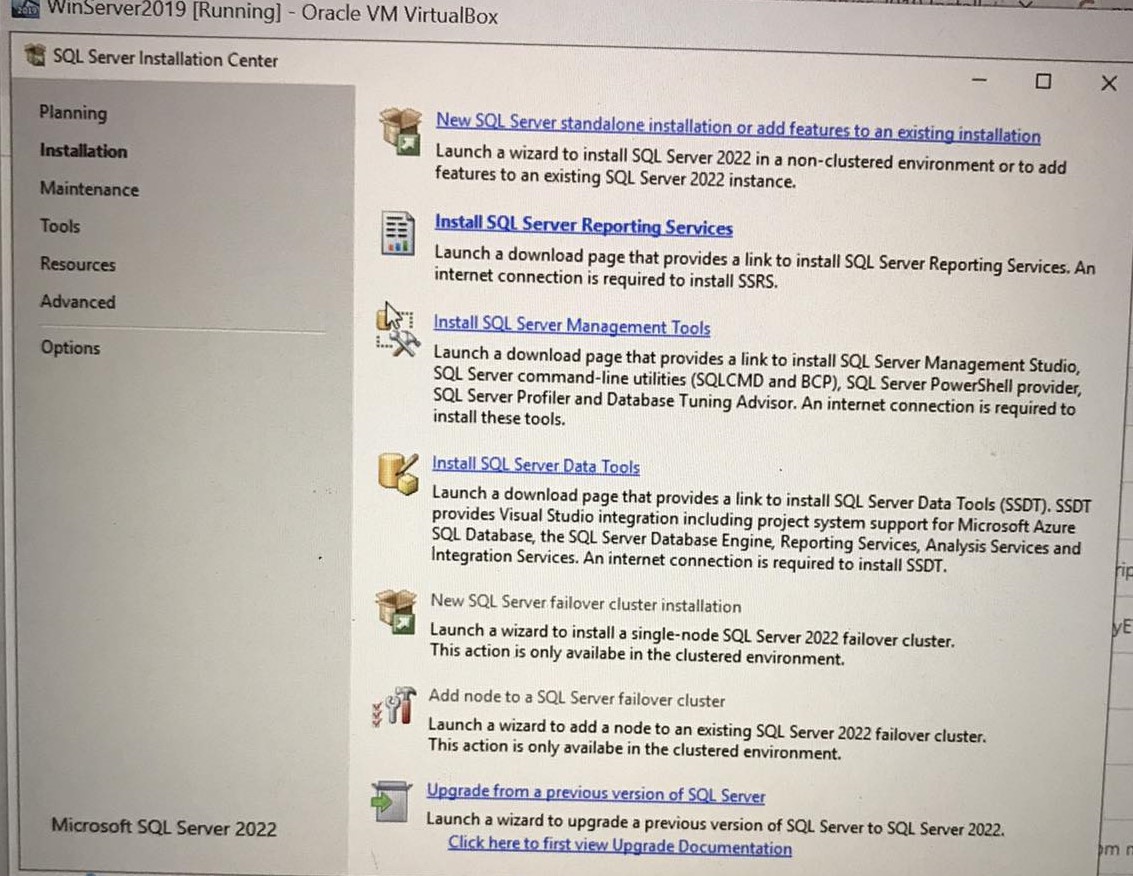 WinServer2019 [Running] - Oracle VM VirtualBox
SQL Server Installation Center
Planning
Installation
Maintenance
Tools
Resources
Advanced
Options
Microsoft SQL Server 2022
New SQL Server standalone installation or add features to an existing installation
Launch a wizard to install SQL Server 2022 in a non-clustered environment or to add
features to an existing SQL Server 2022 instance.
Install SQL Server Reporting Services
Launch a download page that provides a link to install SQL Server Reporting Services. An
internet connection is required to install SSRS.
Install SQL Server Management Tools
Launch a download page that provides a link to install SQL Server Management Studio,
SQL Server command-line utilities (SQLCMD and BCP), SQL Server PowerShell provider,
SQL Server Profiler and Database Tuning Advisor. An internet connection is required to
install these tools.
Install SQL Server Data Tools
Launch a download page that provides a link to install SQL Server Data Tools (SSDT). SSDT
provides Visual Studio integration including project system support for Microsoft Azure
SQL Database, the SQL Server Database Engine, Reporting Services, Analysis Services and
Integration Services. An internet connection is required to install SSDT.
New SQL Server failover cluster installation
Launch a wizard to install a single-node SQL Server 2022 failover cluster.
This action is only availabe in the clustered environment.
Add node to a SQL Server failover cluster
Launch a wizard to add a node to an existing SQL Server 2022 failover cluster.
This action is only availabe in the clustered environment.
Upgrade from a previous version of SQL Server
Launch a wizard to upgrade a previous version of SQL Server to SQL Server 2022.
Click here to first view Upgrade Documentation